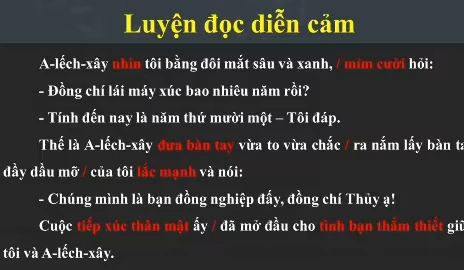 Luyện đọc diễn cảm
A-lếch-xây nhìn tôi bằng đôi mắt sâu và xanh, / mỉm cười hỏi:
- Đồng chí lái máy xúc bao nhiêu năm rồi?
- Tính đến nay là năm thứ mười một – Tôi đáp.
Thế là A-lếch-xây đưa bàn tay vừa to vừa chắc / ra nắm lấy bàn
đầy dầu mỡ / của tôi lắc mạnh và nói:
- Chúng mình là bạn đồng nghiệp đấy, đồng chí Thủy ạ!
Cuộc tiếp xúc thân mật ấy / đã mở đầu cho tình bạn thắm thiết
tôi và A-lếch-xây.